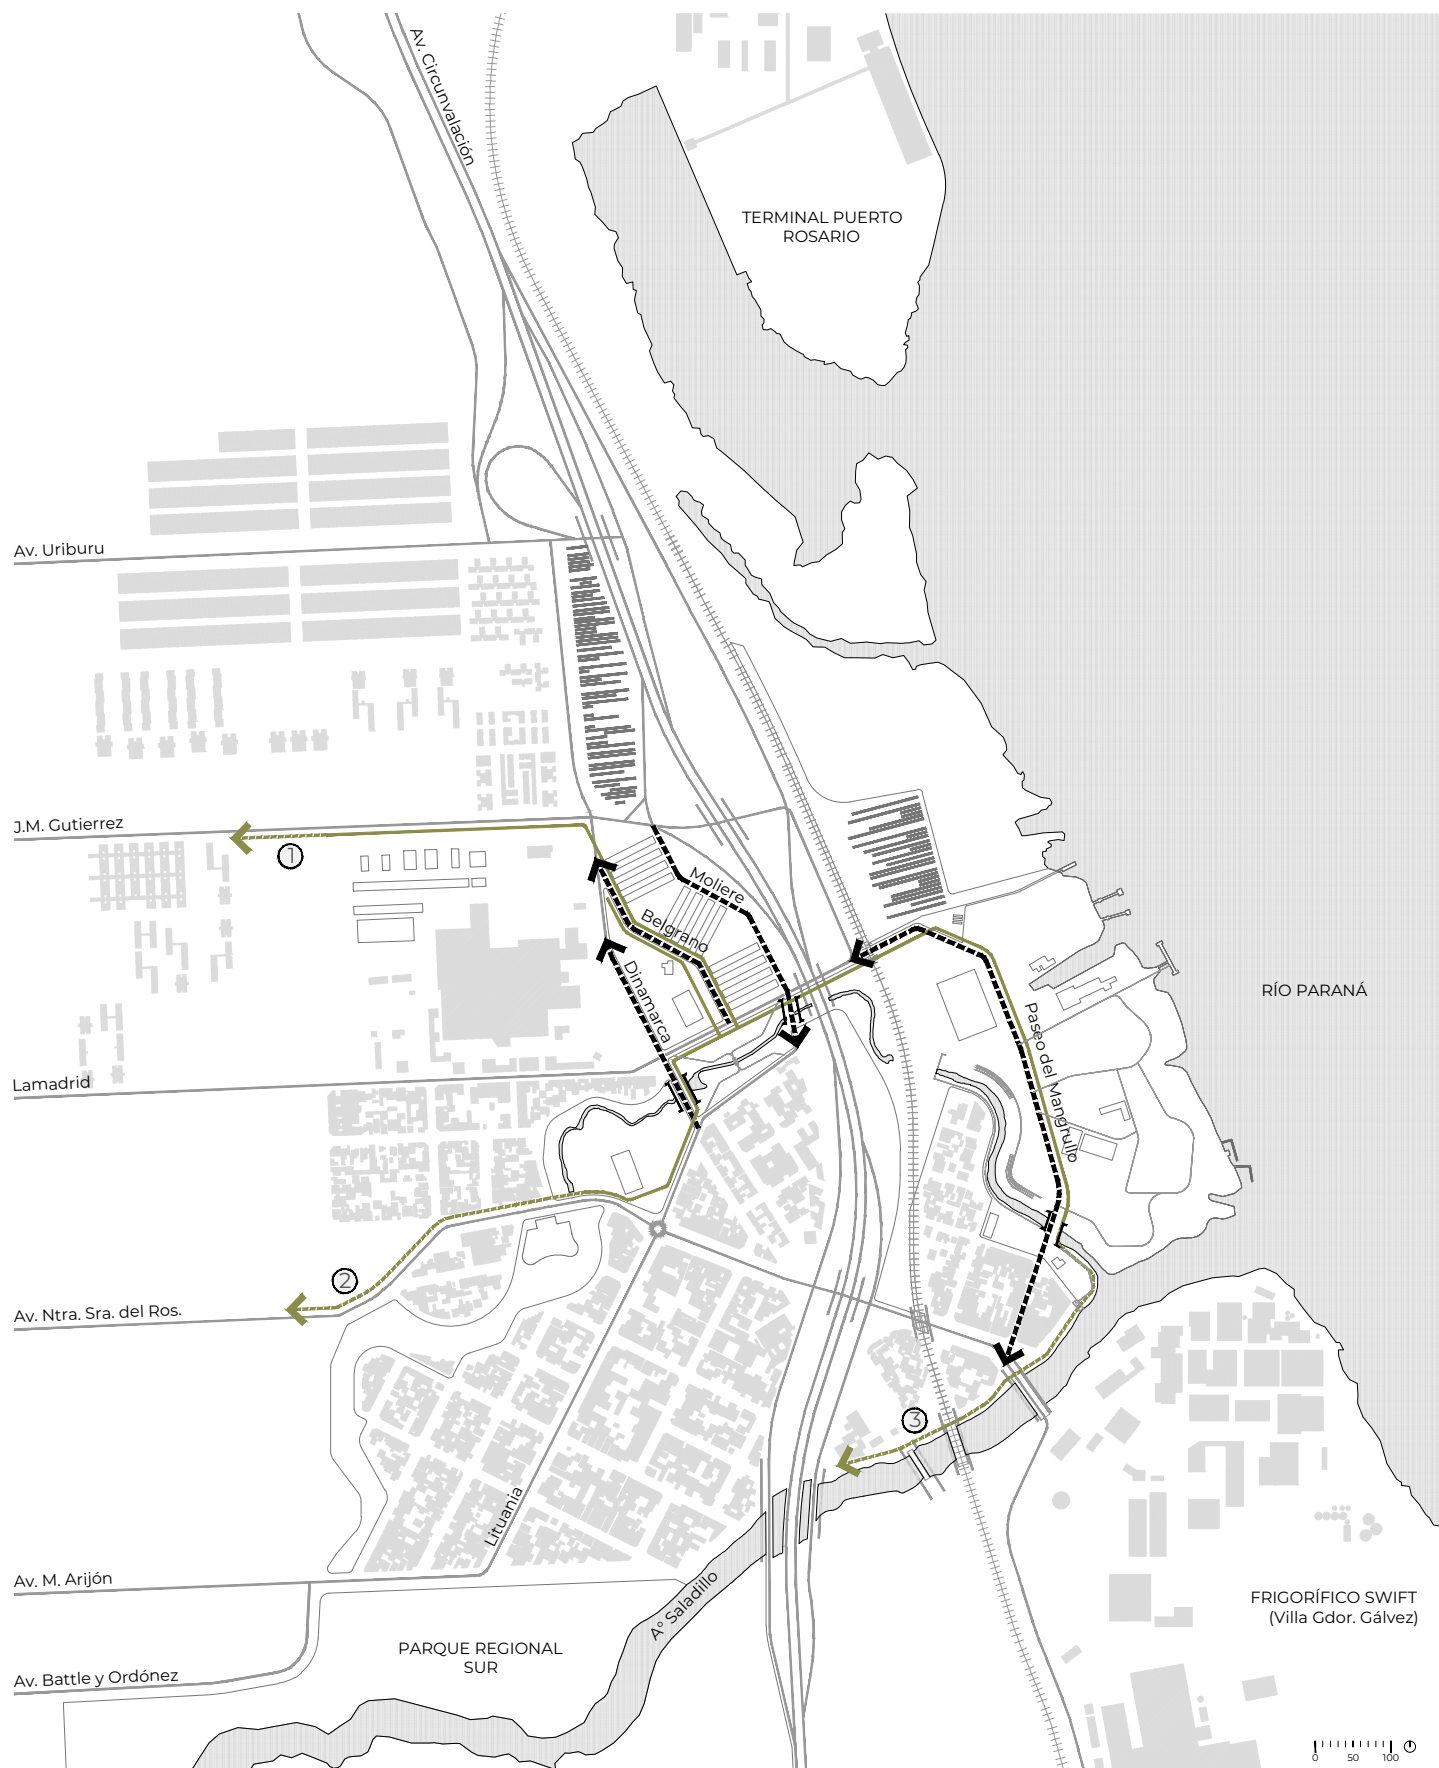 Av. Circunvalación
TERMINAL PUERTO
ROSARIO
Av. Uriburu
J.M. Gutierrez
1
Moliere
Belgrano
Dinamarca
RÍO PARANÁ
Paseo del Mangrullo
Lamadrid
2
Av. Ntra. Sra. del Ros.
3
Lituania
Av. M. Arijón
A° Saladillo
FRIGORÍFICO SWIFT
(Villa Gdor. Gálvez)
PARQUE REGIONAL
SUR
Av. Battle y Ordónez
0 50 100